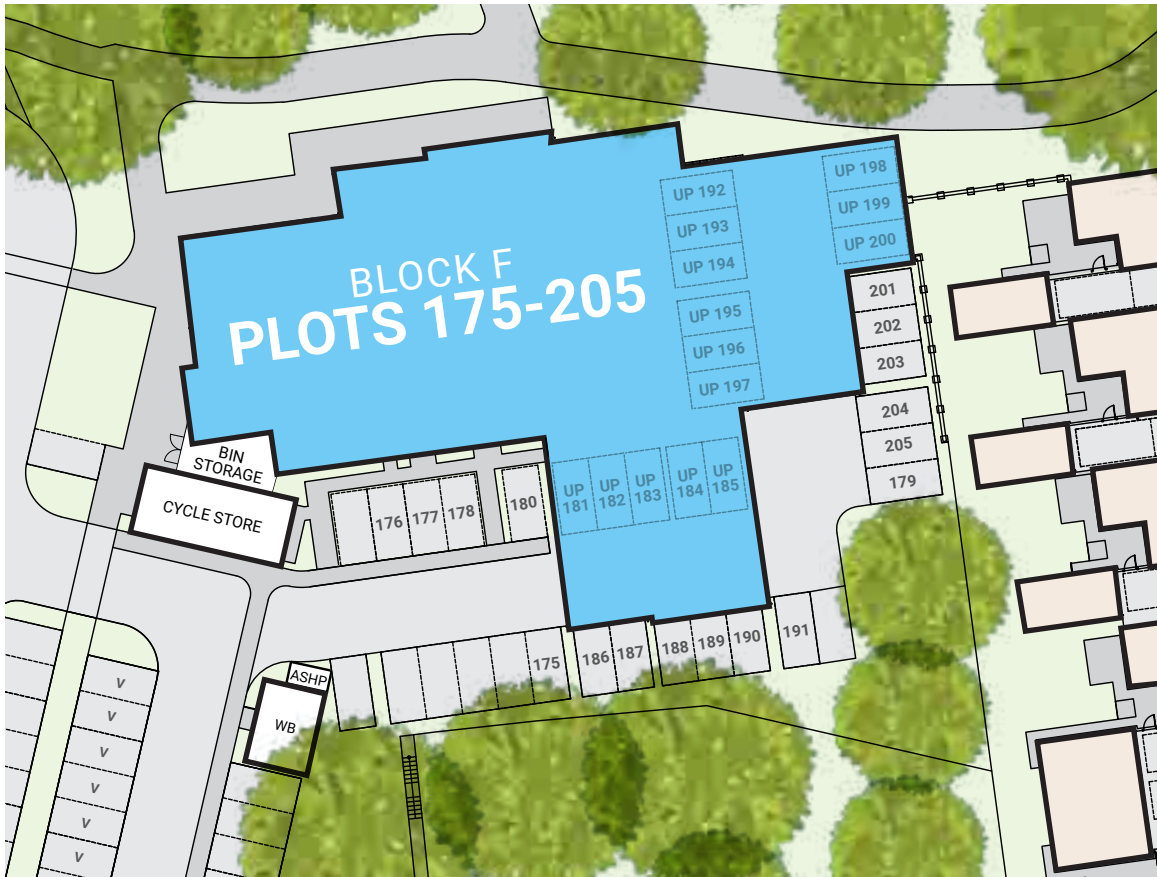 UP 198
UP 192
UP 199
UP 193
UP 200
UP 194
BLOCK F
PLOTS 175-205
201
202
203
UP 195
UP 196
UP 197
204
205
179
BIN
STORAGE
CYCLE STORE
176
177
178
180
UP
181
UP
182
UP
183
UP
184
UP
185
175
186
187
188
189
190
191
ASHP
WB
V
V
V
V
V
V